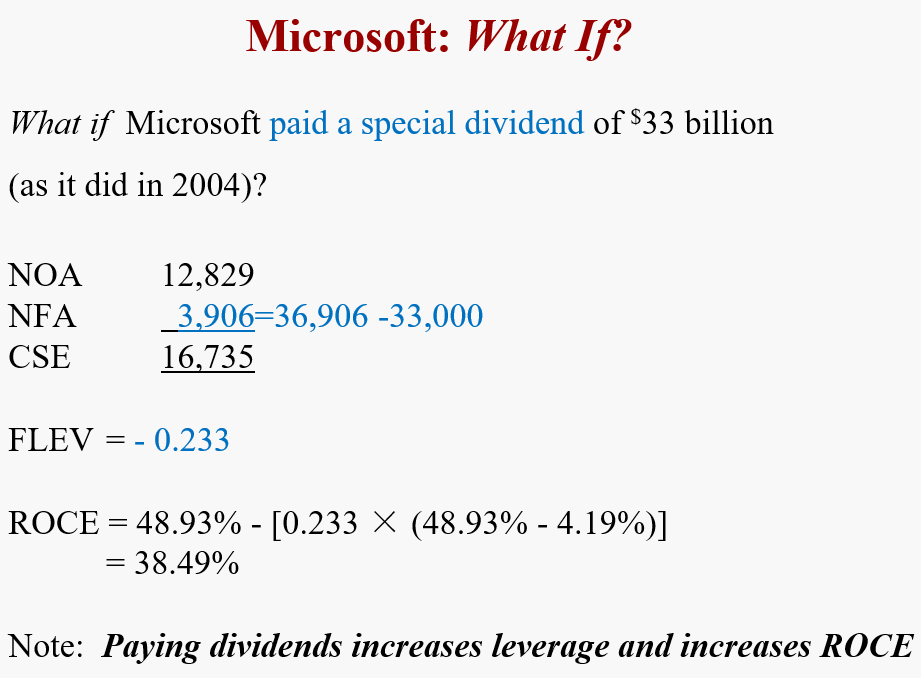 Microsoft: What If?
What if Microsoft paid a special dividend of $33 billion
(as it did in 2004)?
NOA 12,829
NFA 3,906=36,906 -33,000
CSE 16,735
FLEV = - 0.233
ROCE = 48.93% - [0.233 × (48.93% - 4.19%)]
= 38.49%
Note: Paying dividends increases leverage and increases ROCE